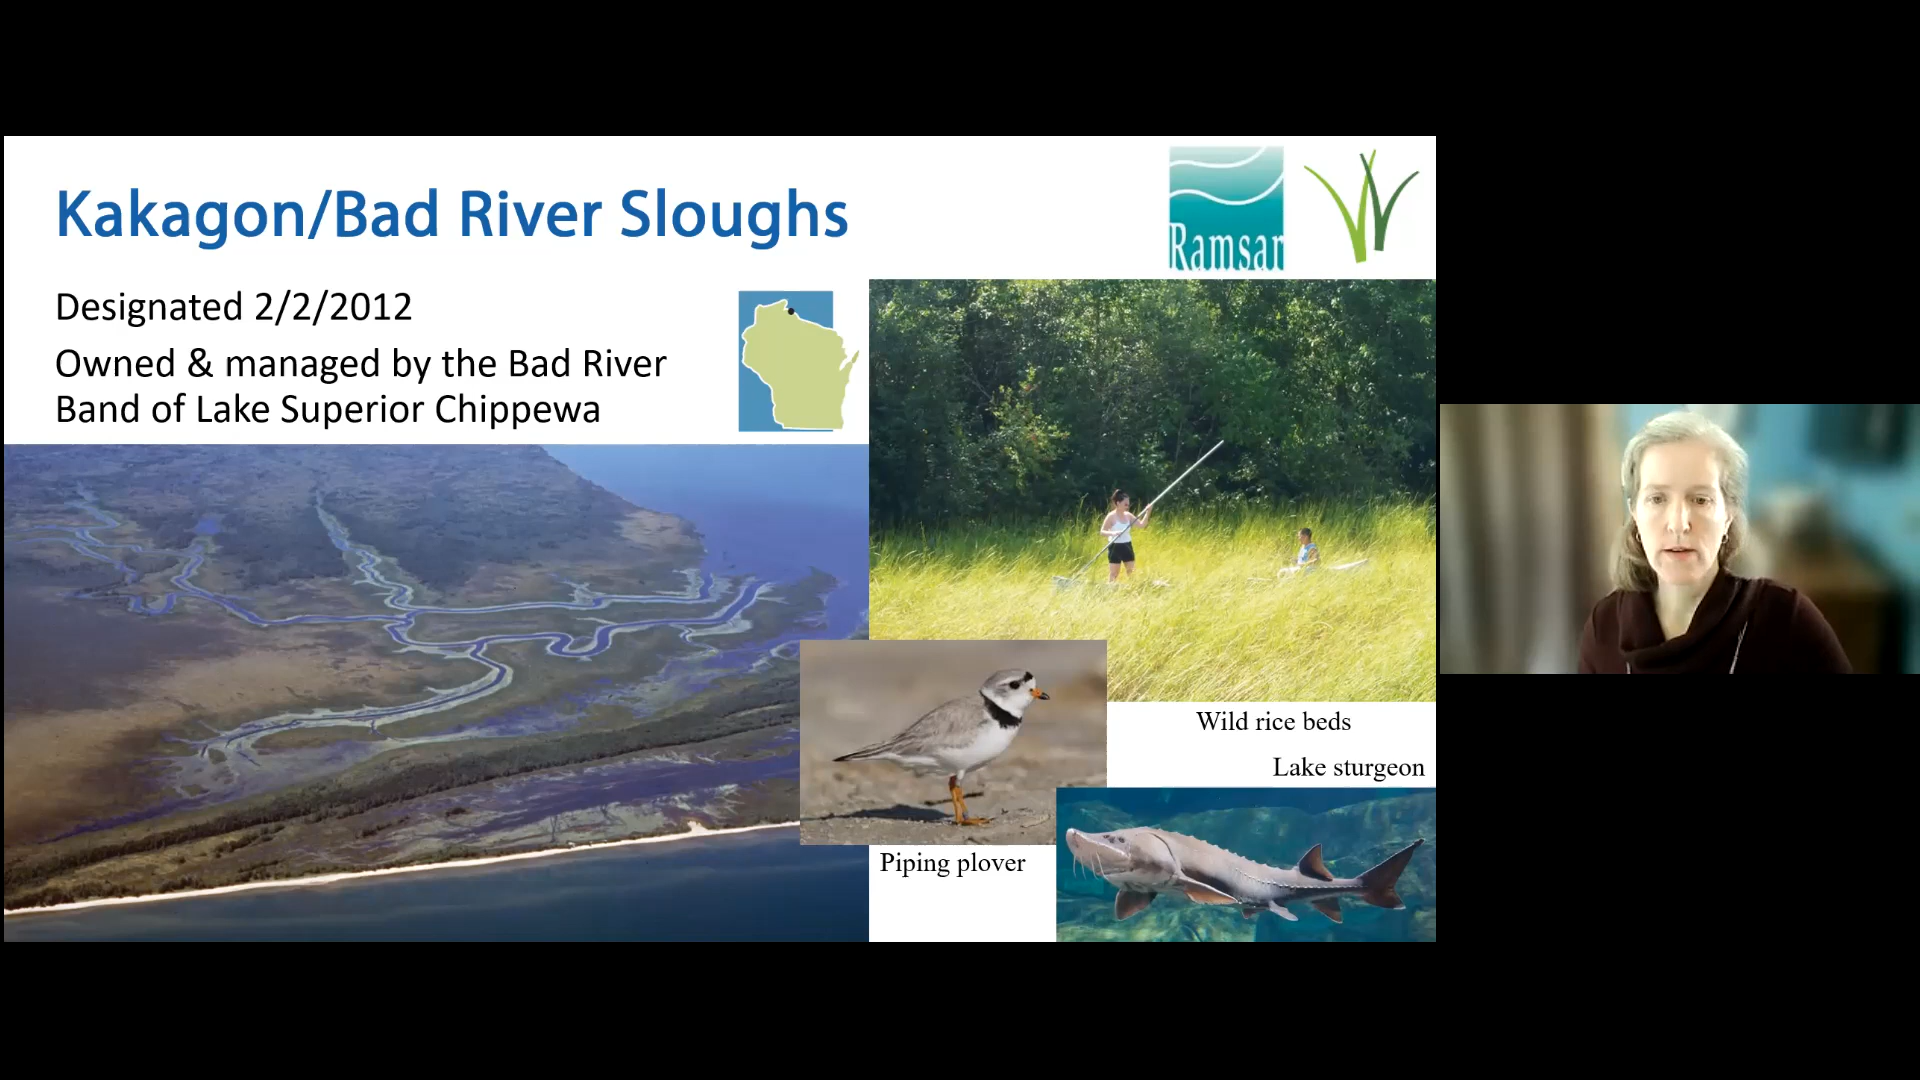 Kakagon/Bad River Sloughs
Ramsar
Designated 2/2/2012
Owned & managed by the Bad River
Band of Lake Superior Chippewa
Wild rice beds
Lake sturgeon
Piping plover